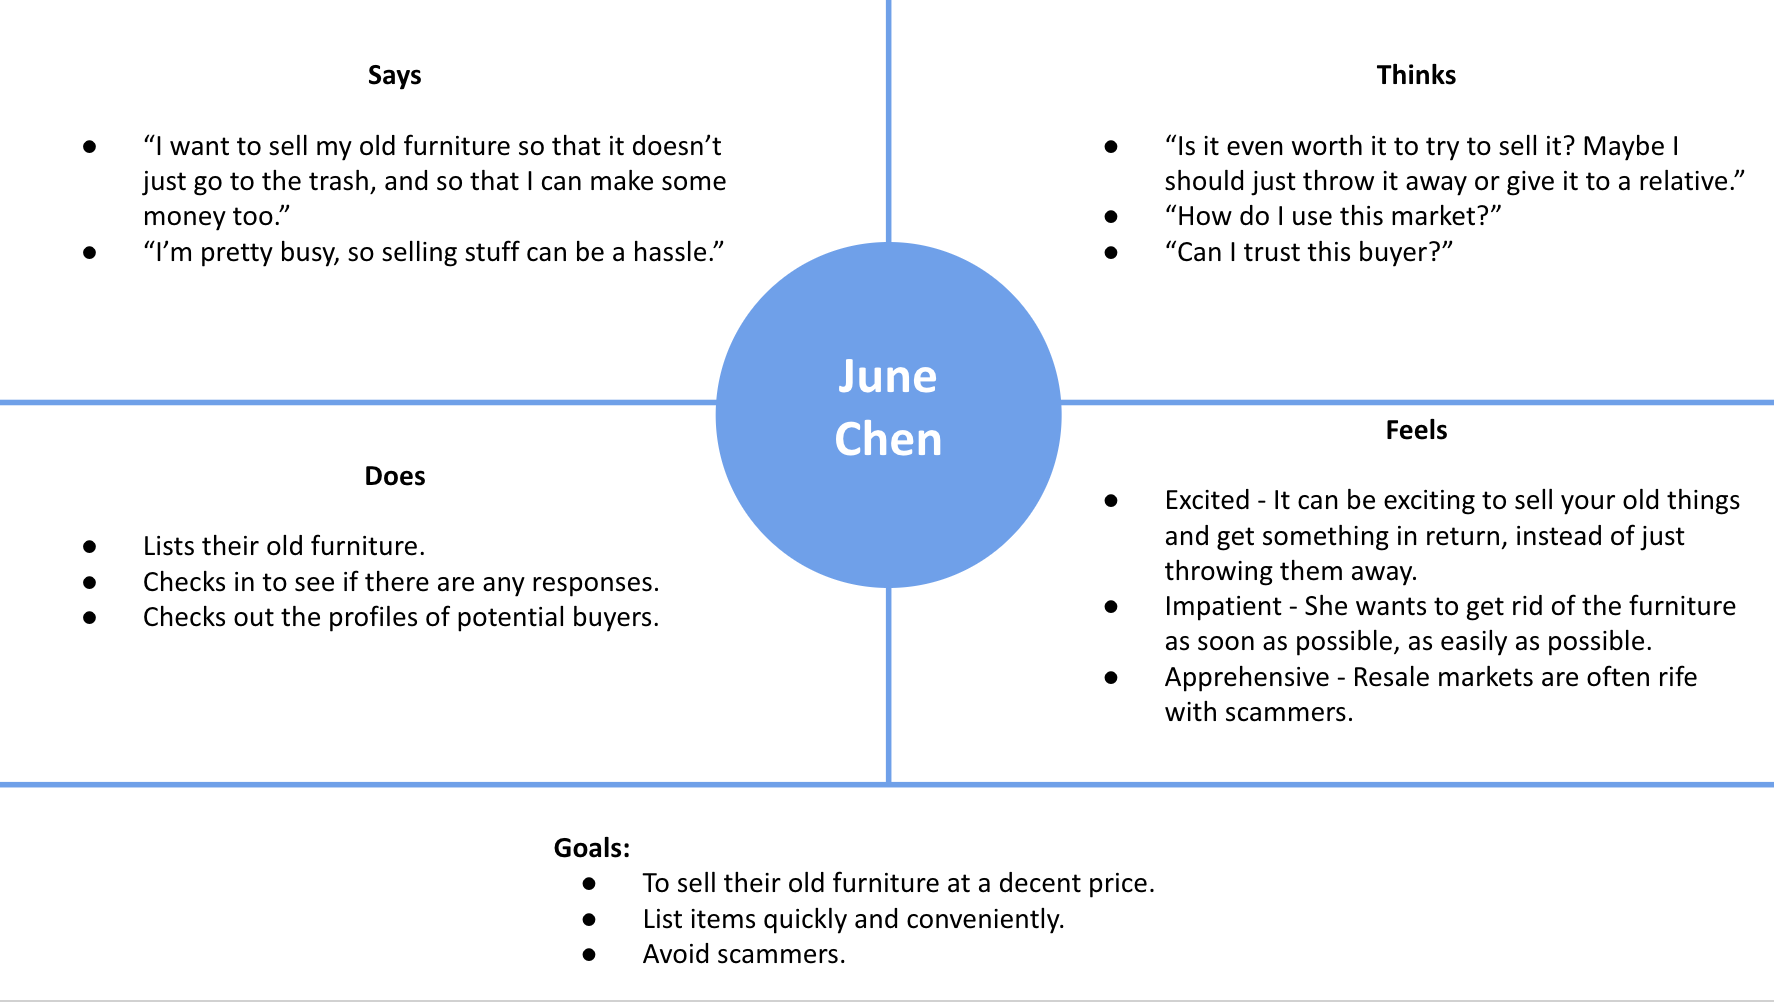 Says
● “I want to sell my old furniture so that it doesn’t
just go to the trash, and so that I can make some
money too.”
● “I’m pretty busy, so selling stuff can be a hassle.”
Thinks
● “Is it even worth it to try to sell it? Maybe I
should just throw it away or give it to a relative.”
● “How do I use this market?”
● “Can I trust this buyer?”
June
Chen
Does
● Lists their old furniture.
● Checks in to see if there are any responses.
● Checks out the profiles of potential buyers.
Feels
● Excited - It can be exciting to sell your old things
and get something in return, instead of just
throwing them away.
● Impatient - She wants to get rid of the furniture
as soon as possible, as easily as possible.
● Apprehensive - Resale markets are often rife
with scammers.
Goals:
● To sell their old furniture at a decent price.
● List items quickly and conveniently.
● Avoid scammers.